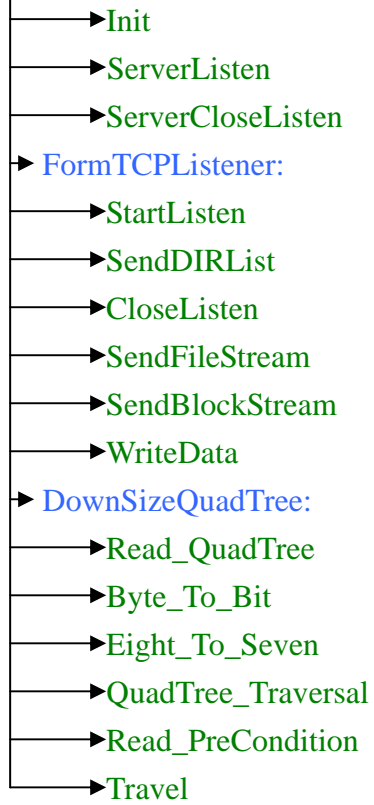 Init
ServerListen
ServerCloseListen
FormTCPListener:
StartListen
SendDIRList
CloseListen
SendFileStream
SendBlockStream
WriteData
DownSizeQuadTree:
Read_QuadTree
Byte_To_Bit
Eight_To_Seven
QuadTree_Traversal
Read_PreCondition
Travel